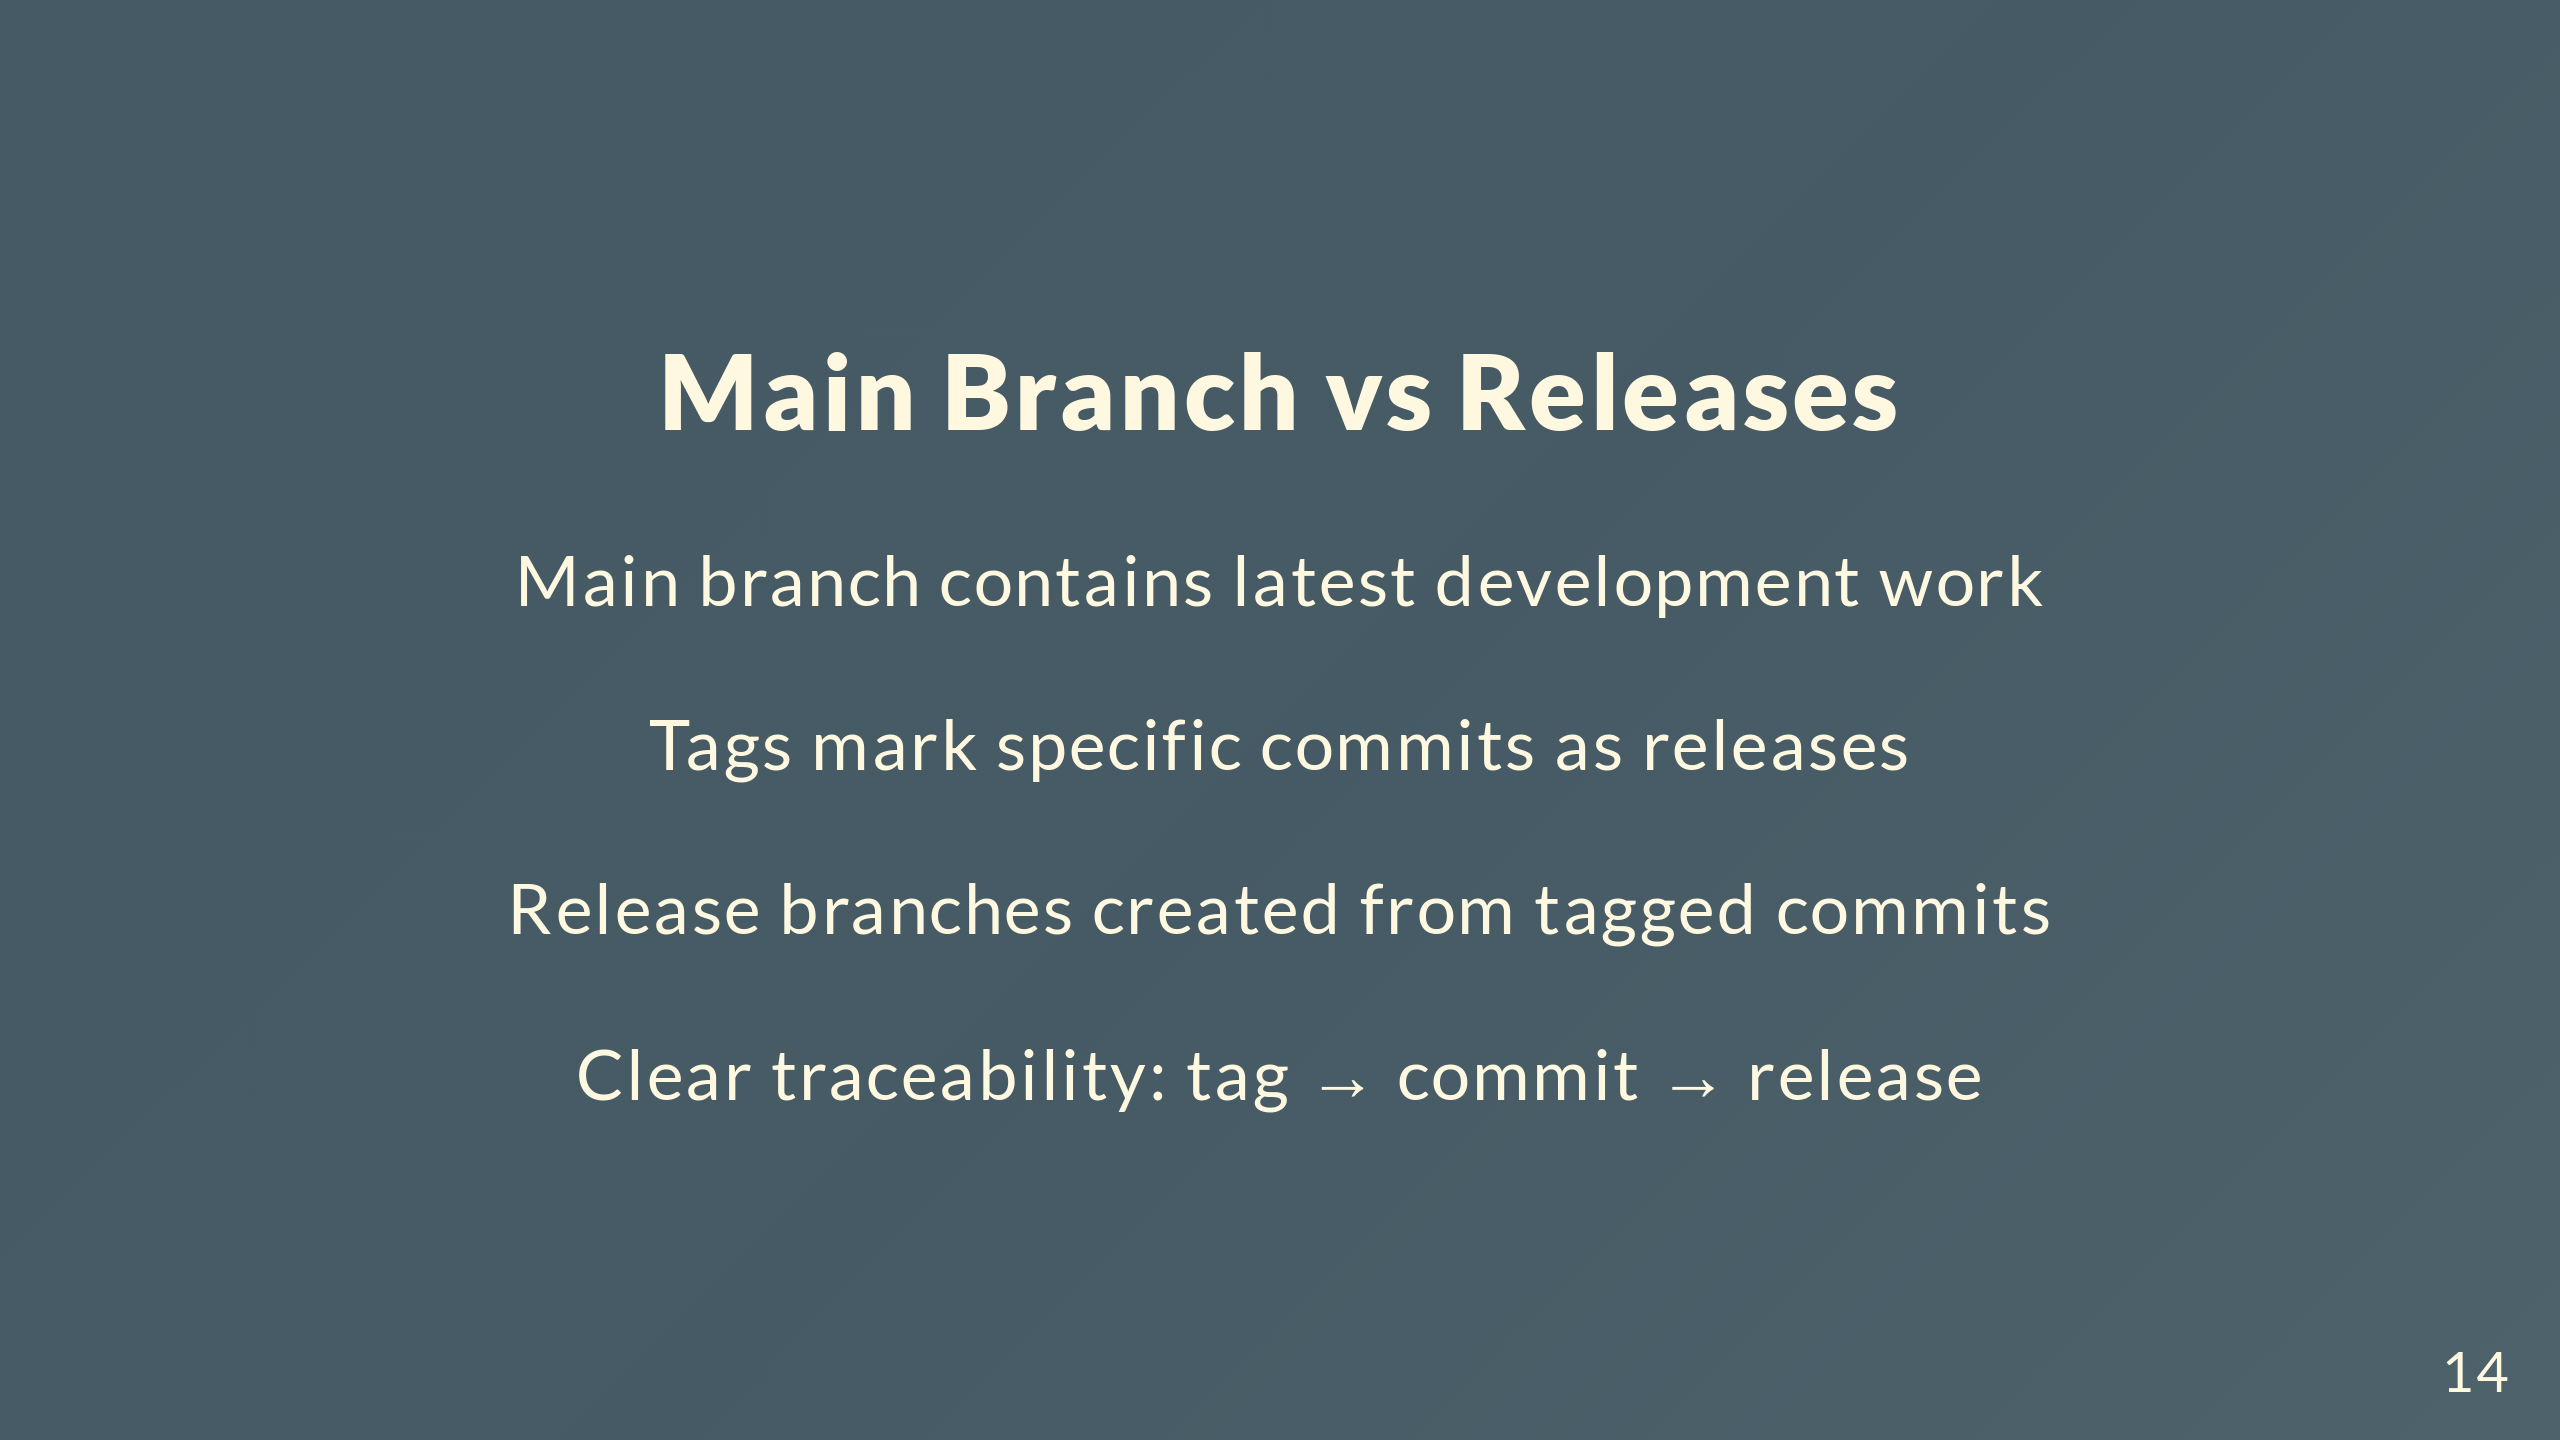 Main Branch vs Releases
Main branch contains latest development work
Tags mark specific commits as releases
Release branches created from tagged commits
Clear traceability: tag → commit → release
14